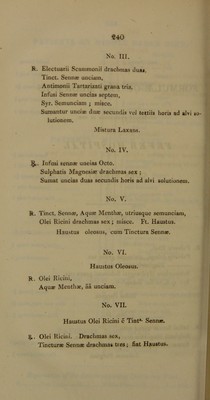 240
No. III.
℞. Electuarii Scammonii drachmas duas
Tinct. Sennæ unciam,
Antimonii Tartarizati grana tria,
Infusi Sennæ uncias septem,
Syr. Semunciam ; misce.
Sumantur unciæ duæ secundis vel tertiis horis ad alvi so-
lutionem.
Mistura Laxans.
No. IV.
℞. Infusi sennæ uncias Octo.
Sulphatis Magnesiæ drachmas sex ;
Sumat uncias duas secundis horis ad alvi solutionem.
No. V.
℞. Tinct. Sennæ, Aquæ Menthæ, utriusque semunciam,
Olei Ricini drachmas sex ; misce. Ft. Haustus.
Haustus olensus, cum Tinctura Sennæ.
No. VI.
Haustus Olensus.
℞. Olei Ricini,
Aquæ Menthæ, āā unciam.
No. VII.
Haustus Olei Ricini ē Tinctᵃ Sennæ.
℞. Olei Ricini. Drachmas sex,
Tincturæ Sennæ drachmas tres ; fiat Haustus.